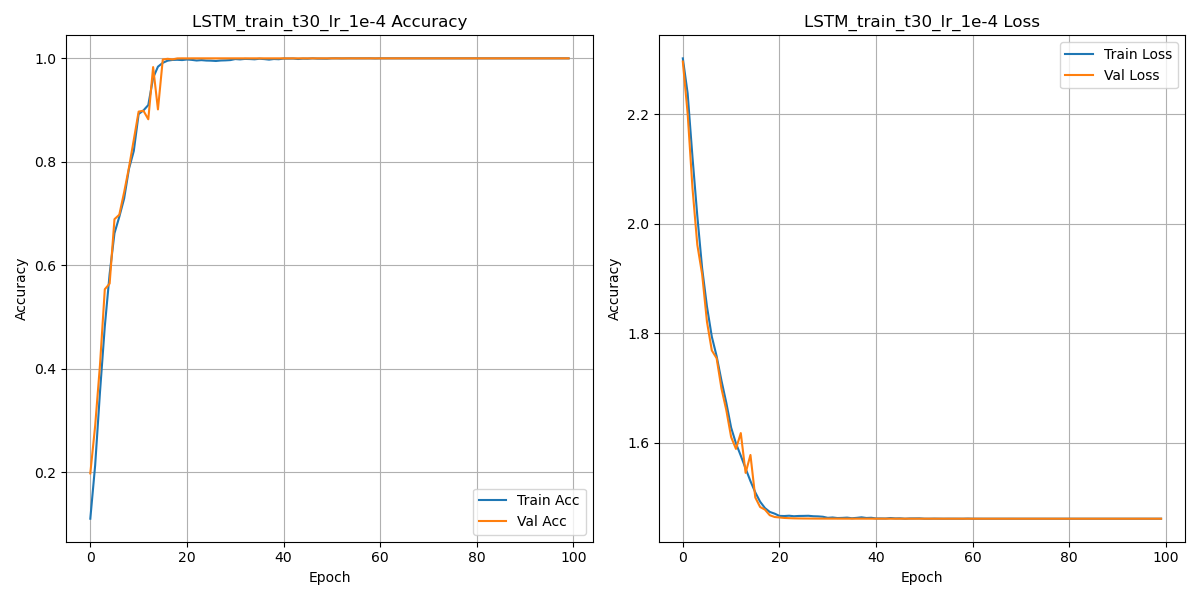 LSTM_train_t30_lr_1e-4 Accuracy
1.0
0.8
0.6
0.4
0.2
Accuracy
0 20 40 60 80 100
Epoch
Train Acc
Val Acc
LSTM_train_t30_lr_1e-4 Loss
2.2
2.0
1.8
1.6
Accuracy
0 20 40 60 80 100
Epoch
Train Loss
Val Loss